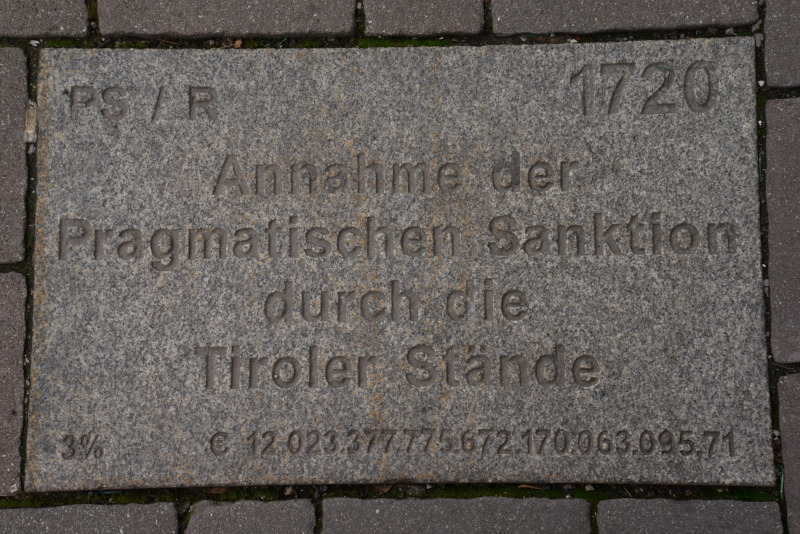 PS / R 1720
Annahme der
Pragmatischen Sanktion
durch die
Tiroler Stände
3% € 12.023.377.775.672.170.063.095.71